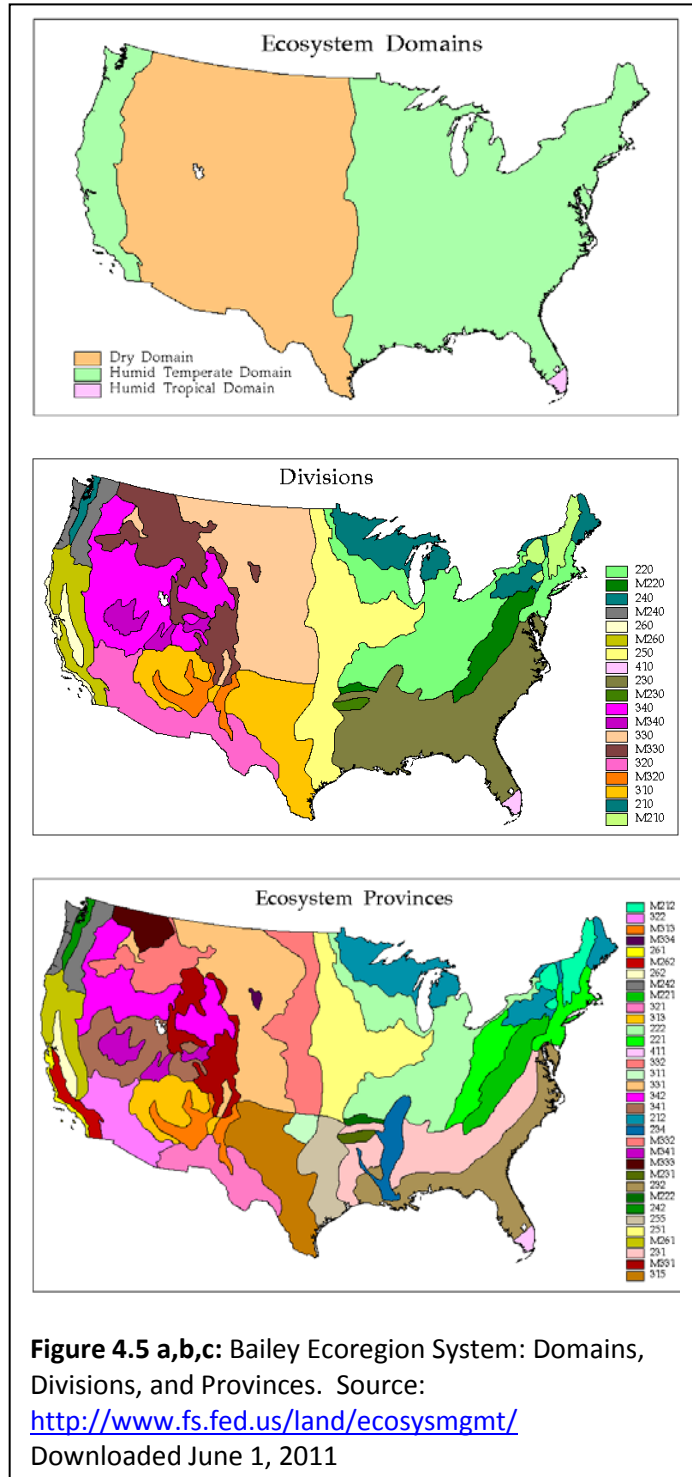 Ecosystem Domains
Dry Domain
Humid Temperate Domain
Humid Tropical Domain
Divisions
220
M220
240
M240
260
M260
250
410
230
M230
340
M340
330
M330
320
M320
310
210
M210
Ecosystem Provinces
M212
322
M313
M334
261
M262
262
M242
M221
321
313
222
221
411
332
311
331
342
341
212
234
M332
M341
M333
M231
292
M222
242
255
251
M261
231
M331
315
Figure 4.5 a,b,c: Bailey Ecoregion System: Domains,
Divisions, and Provinces. Source:
http://www.fs.fed.us/land/ecosysmgmt/
Downloaded June 1, 2011